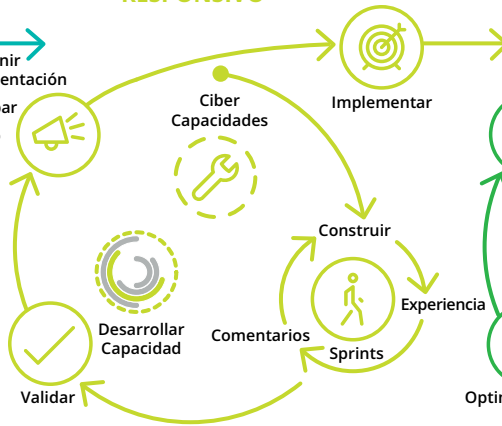 Ciber
Capacidades
Implementar
Construir
Experiencia
Comentarios
Sprints
Desarrollar
Capacidad
Validar